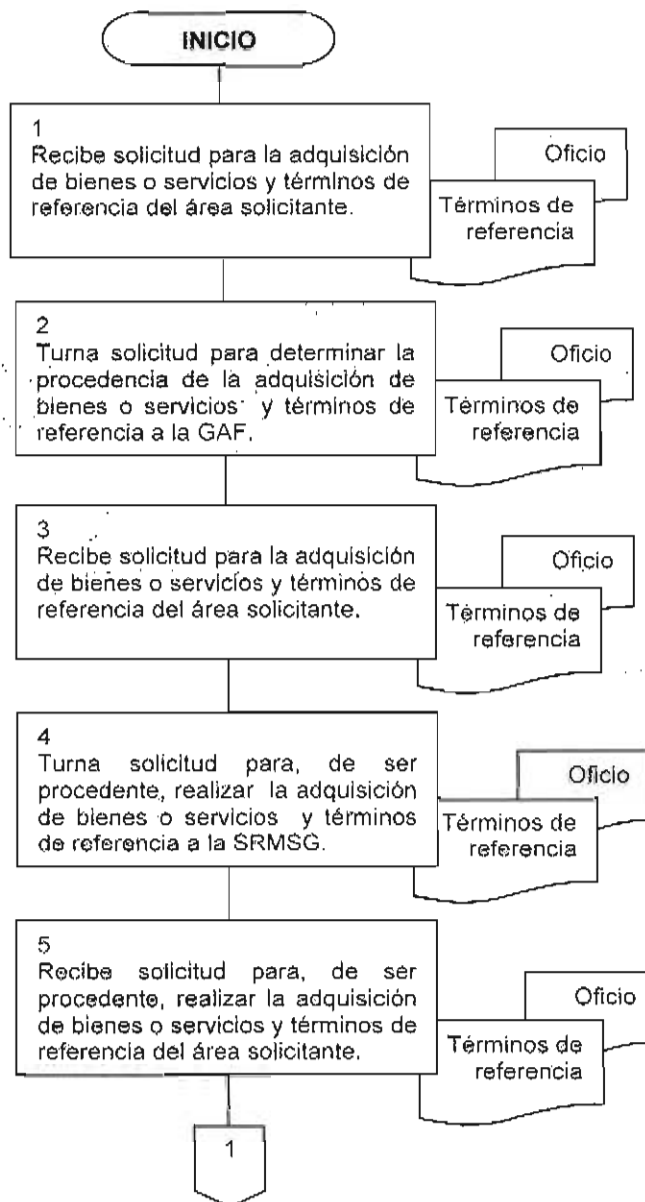 INICIO
1
Recibe solicitud para la adquisición
de bienes o servicios y términos de
referencia del área solicitante.
Oficio
Términos de
referencia
2
Turna solicitud para determinar la
procedencia de la adquisición de
bienes o servicios y términos de
referencia a la GAF.
Oficio
Términos de
referencia
3
Recibe solicitud para la adquisición
de bienes o servicios y términos de
referencia del área solicitante.
Oficio
Términos de
referencia
4
Turna solicitud para, de ser
procedente, realizar la adquisición
de bienes o servicios y términos
de referencia a la SRMSG.
Oficio
Términos de
referencia
5
Recibe solicitud para, de ser
procedente, realizar la adquisición
de bienes o servicios y términos de
referencia del área solicitante.
Oficio
Términos de
referencia
1